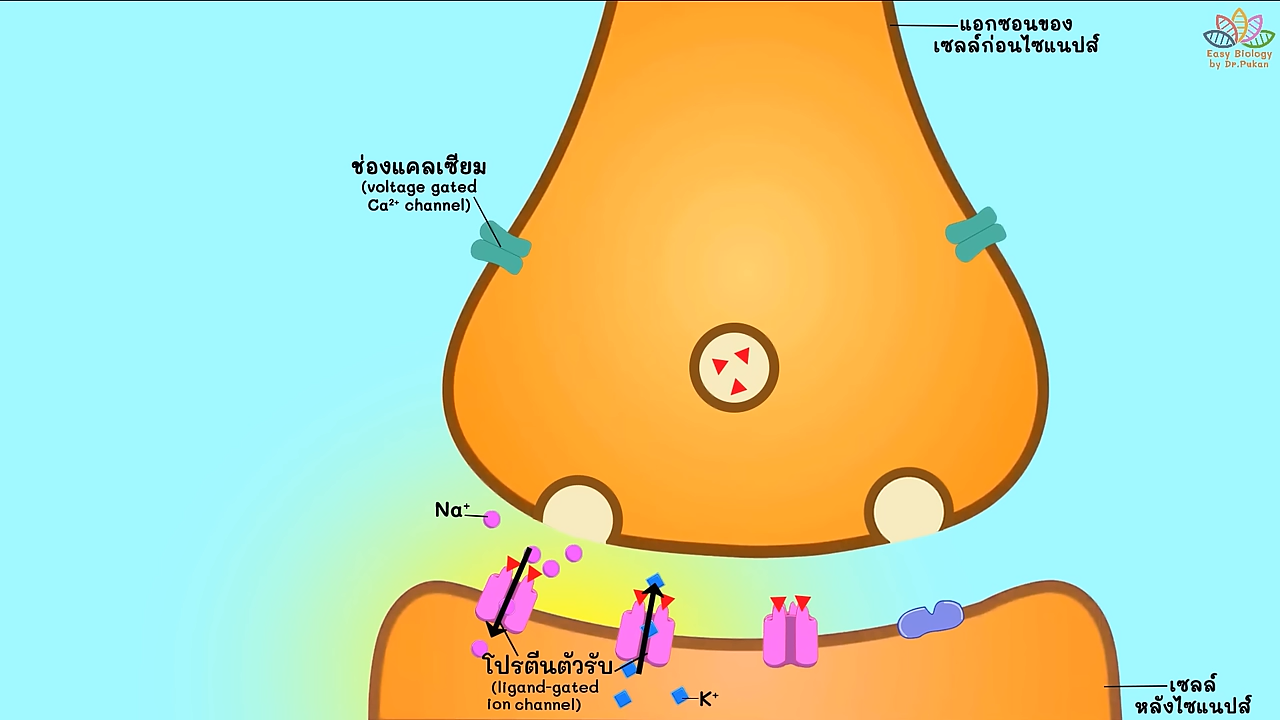 แอกซอนของ
เซลล์ก่อนไซแนปส์
Easy Biology
by Dr.Pukan
ช่องแคลเซียม
(voltage gated
Ca²⁺ channel)
Na⁺
โปรตีนตัวรับ
(ligand-gated
ion channel)
K⁺
เซลล์
หลังไซแนปส์